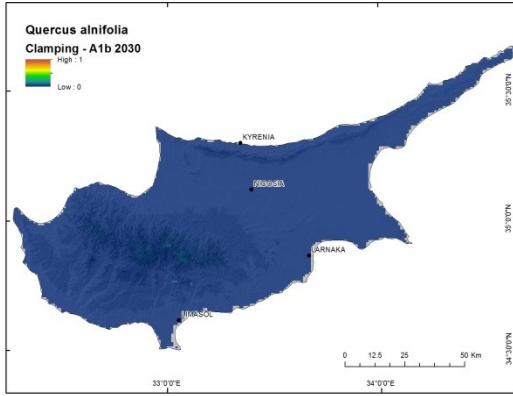 Quercus alnifolia
Clamping - A1b 2030
High : 1
Low : 0
KYRENIA
NICOSIA
LARNAKA
LIMASOL
35°30'0"N
35°0'0"N
34°30'0"N
0 12.5 25 50 Km
33°0'0"E 34°0'0"E